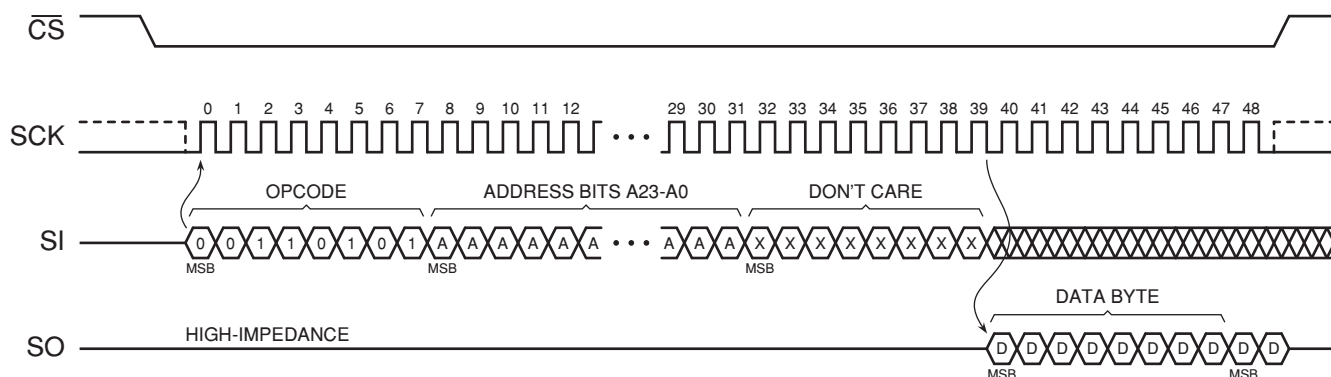 CS
0 1 2 3 4 5 6 7 8 9 10 11 12 29 30 31 32 33 34 35 36 37 38 39 40 41 42 43 44 45 46 47 48
SCK
OPCODE ADDRESS BITS A23-A0 DON'T CARE
SI 0 0 1 1 0 1 0 1 A A A A A A A A A X X X X X X X X
MSB MSB MSB
DATA BYTE
HIGH-IMPEDANCE
SO D D D D D D D D D D
MSB MSB